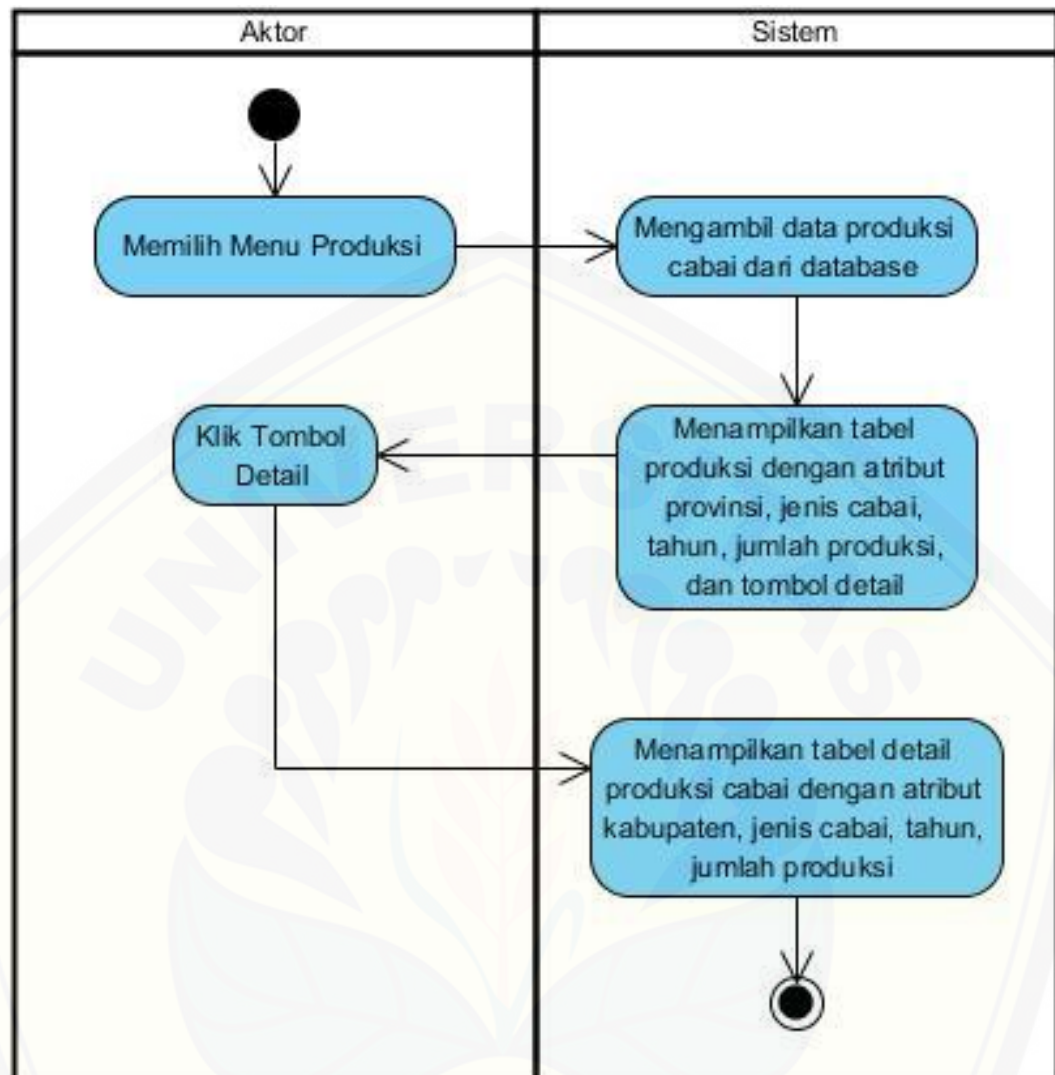 Aktor
Sistem
Memilih Menu Produksi
Mengambil data produksi
cabai dari database
Menampilkan tabel
produksi dengan atribut
provinsi, jenis cabai,
tahun, jumlah produksi,
dan tombol detail
Klik Tombol
Detail
Menampilkan tabel detail
produksi cabai dengan atribut
kabupaten, jenis cabai, tahun,
jumlah produksi